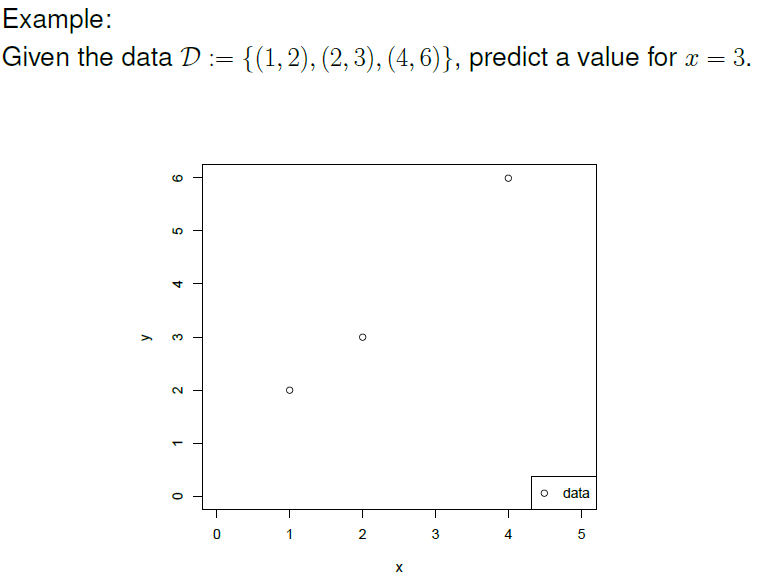 Example:
Given the data 𝒟 := {(1, 2), (2, 3), (4, 6)}, predict a value for x = 3.
6
5
4
3
2
1
0
y
data
0 1 2 3 4 5
x